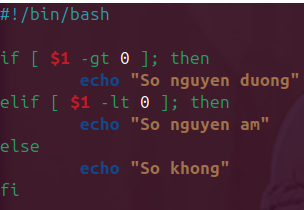 #!/bin/bash
if [ $1 -gt 0 ]; then
echo "So nguyen duong"
elif [ $1 -lt 0 ]; then
echo "So nguyen am"
else
echo "So khong"
fi